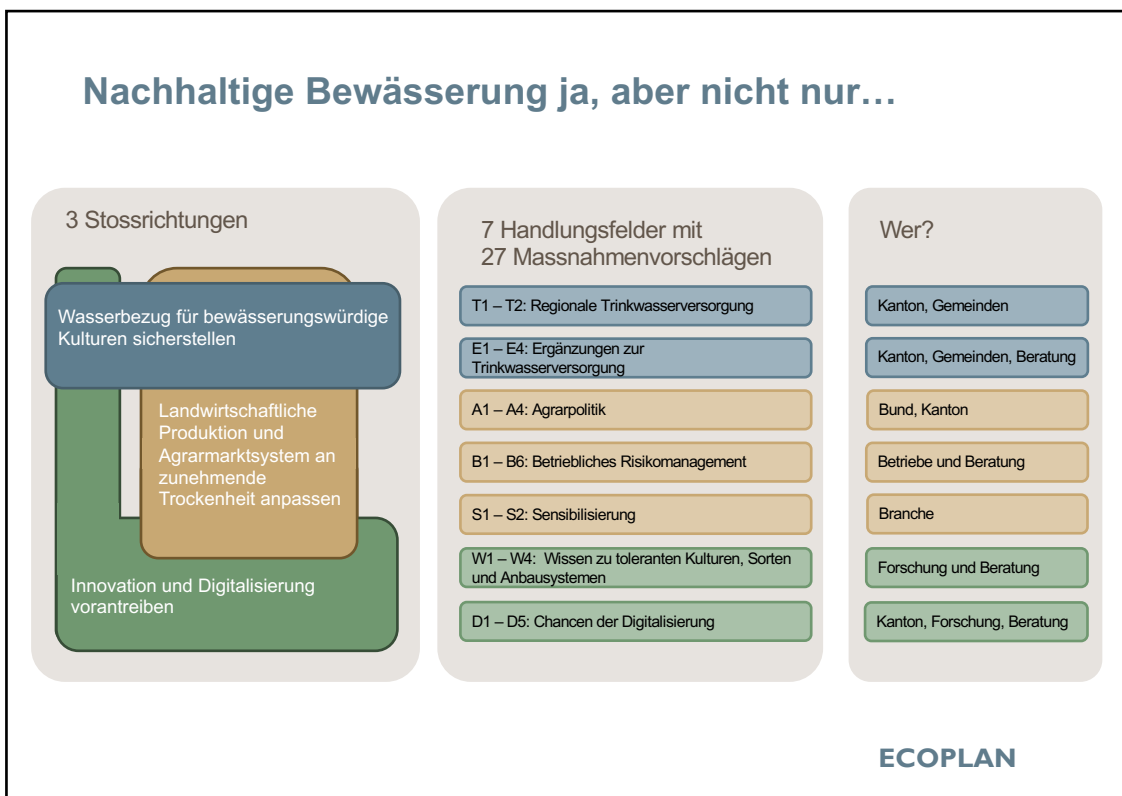 Nachhaltige Bewässerung ja, aber nicht nur…
3 Stossrichtungen
Wasserbezug für bewässerungswürdige
Kulturen sicherstellen
Landwirtschaftliche
Produktion und
Agrarmarktsystem an
zunehmende
Trockenheit anpassen
Innovation und Digitalisierung
vorantreiben
7 Handlungsfelder mit
27 Massnahmenvorschlägen
T1 – T2: Regionale Trinkwasserversorgung
E1 – E4: Ergänzungen zur
Trinkwasserversorgung
A1 – A4: Agrarpolitik
B1 – B6: Betriebliches Risikomanagement
S1 – S2: Sensibilisierung
W1 – W4: Wissen zu toleranten Kulturen, Sorten
und Anbausystemen
D1 – D5: Chancen der Digitalisierung
Wer?
Kanton, Gemeinden
Kanton, Gemeinden, Beratung
Bund, Kanton
Betriebe und Beratung
Branche
Forschung und Beratung
Kanton, Forschung, Beratung
ECOPLAN